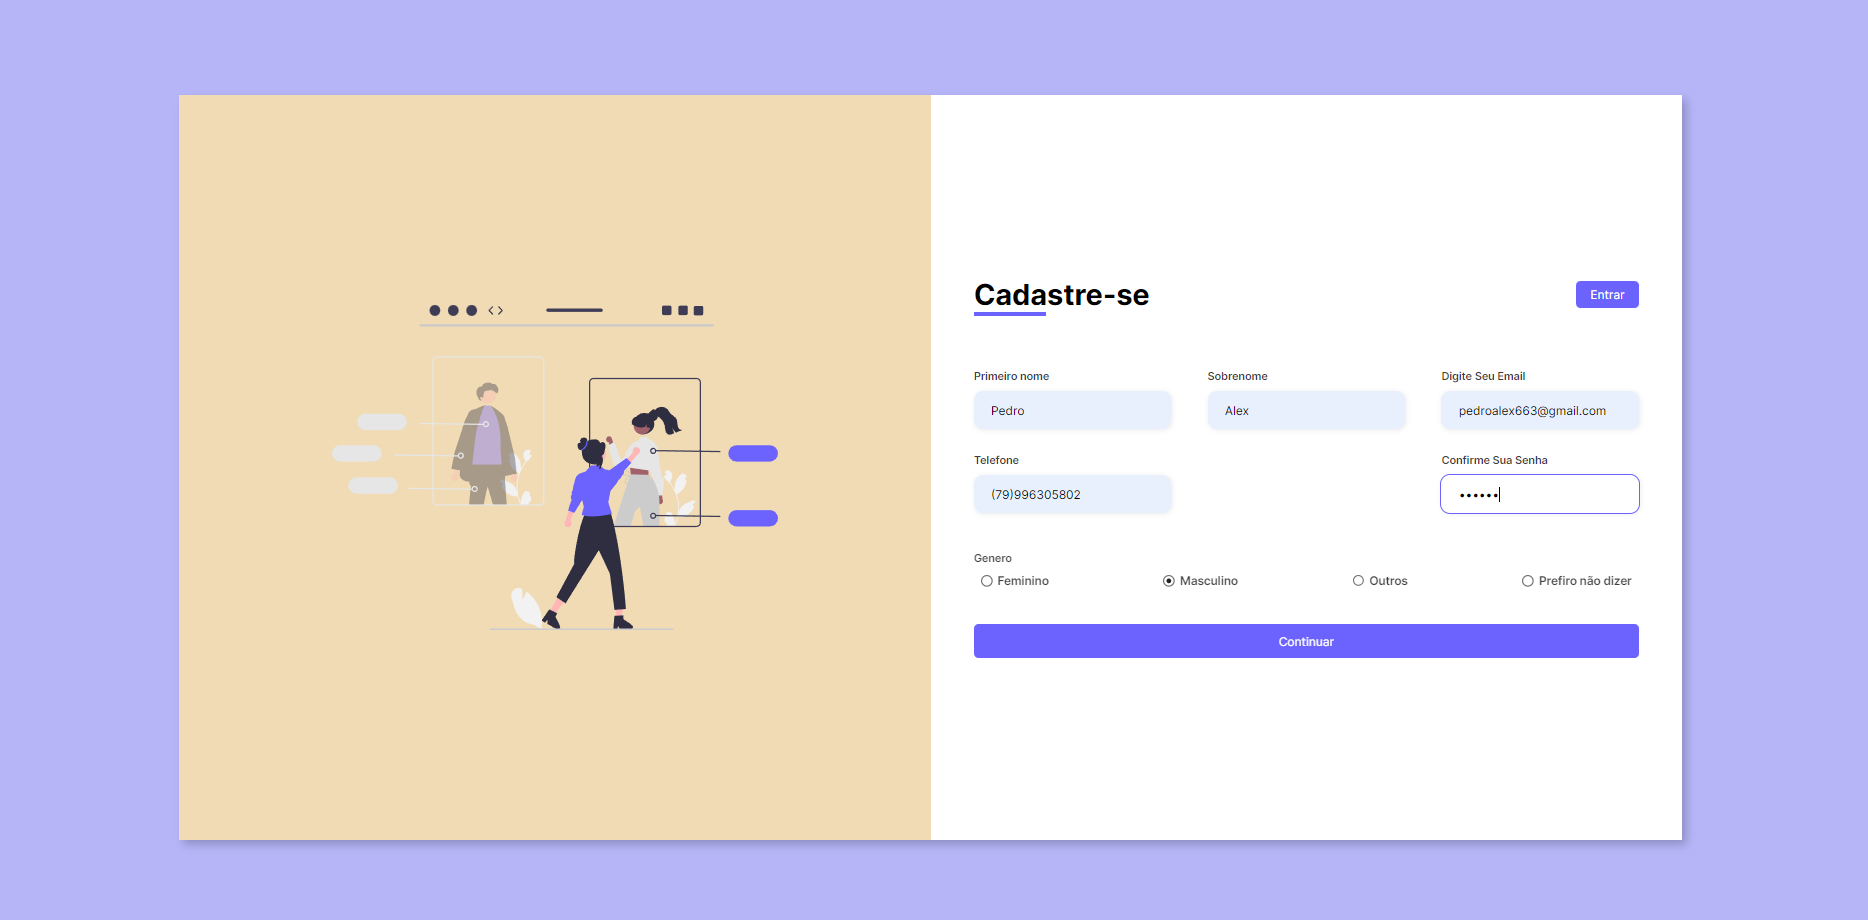 Cadastre-se
Entrar
Primeiro nome
Sobrenome
Digite Seu Email
Pedro
Alex
pedroalex663@gmail.com
Telefone
Confirme Sua Senha
(79)996305802
••••••
Genero
Feminino
Masculino
Outros
Prefiro não dizer
Continuar